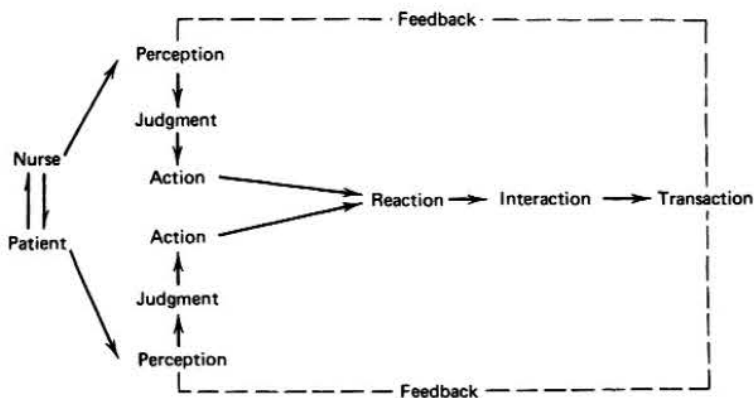 Feedback
Perception
Judgment
Nurse
Action
Reaction Interaction Transaction
Patient
Action
Judgment
Perception
Feedback